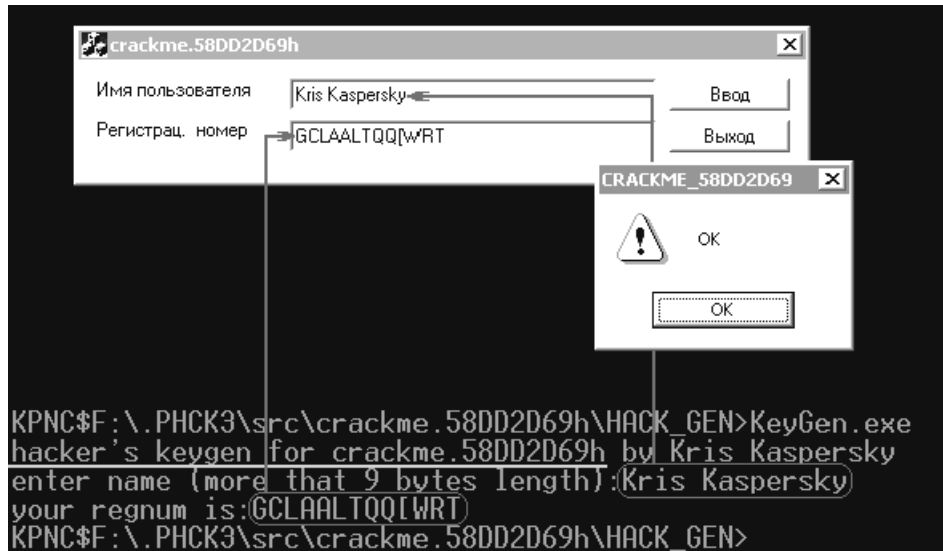 crackme.58DD2D69h
Имя пользователя
Kris Kaspersky
Ввод
Регистрац. номер
GCLAALTQQ[WRT
Выход
CRACKME_58DD2D69
OK
OK
KPNC$F:\.PHCK3\src\crackme.58DD2D69h\HACK_GEN>KeyGen.exe
hacker's keygen for crackme.58DD2D69h by Kris Kaspersky
enter name (more that 9 bytes length):Kris Kaspersky
your regnum is:GCLAALTQQ[WRT
KPNC$F:\.PHCK3\src\crackme.58DD2D69h\HACK_GEN>